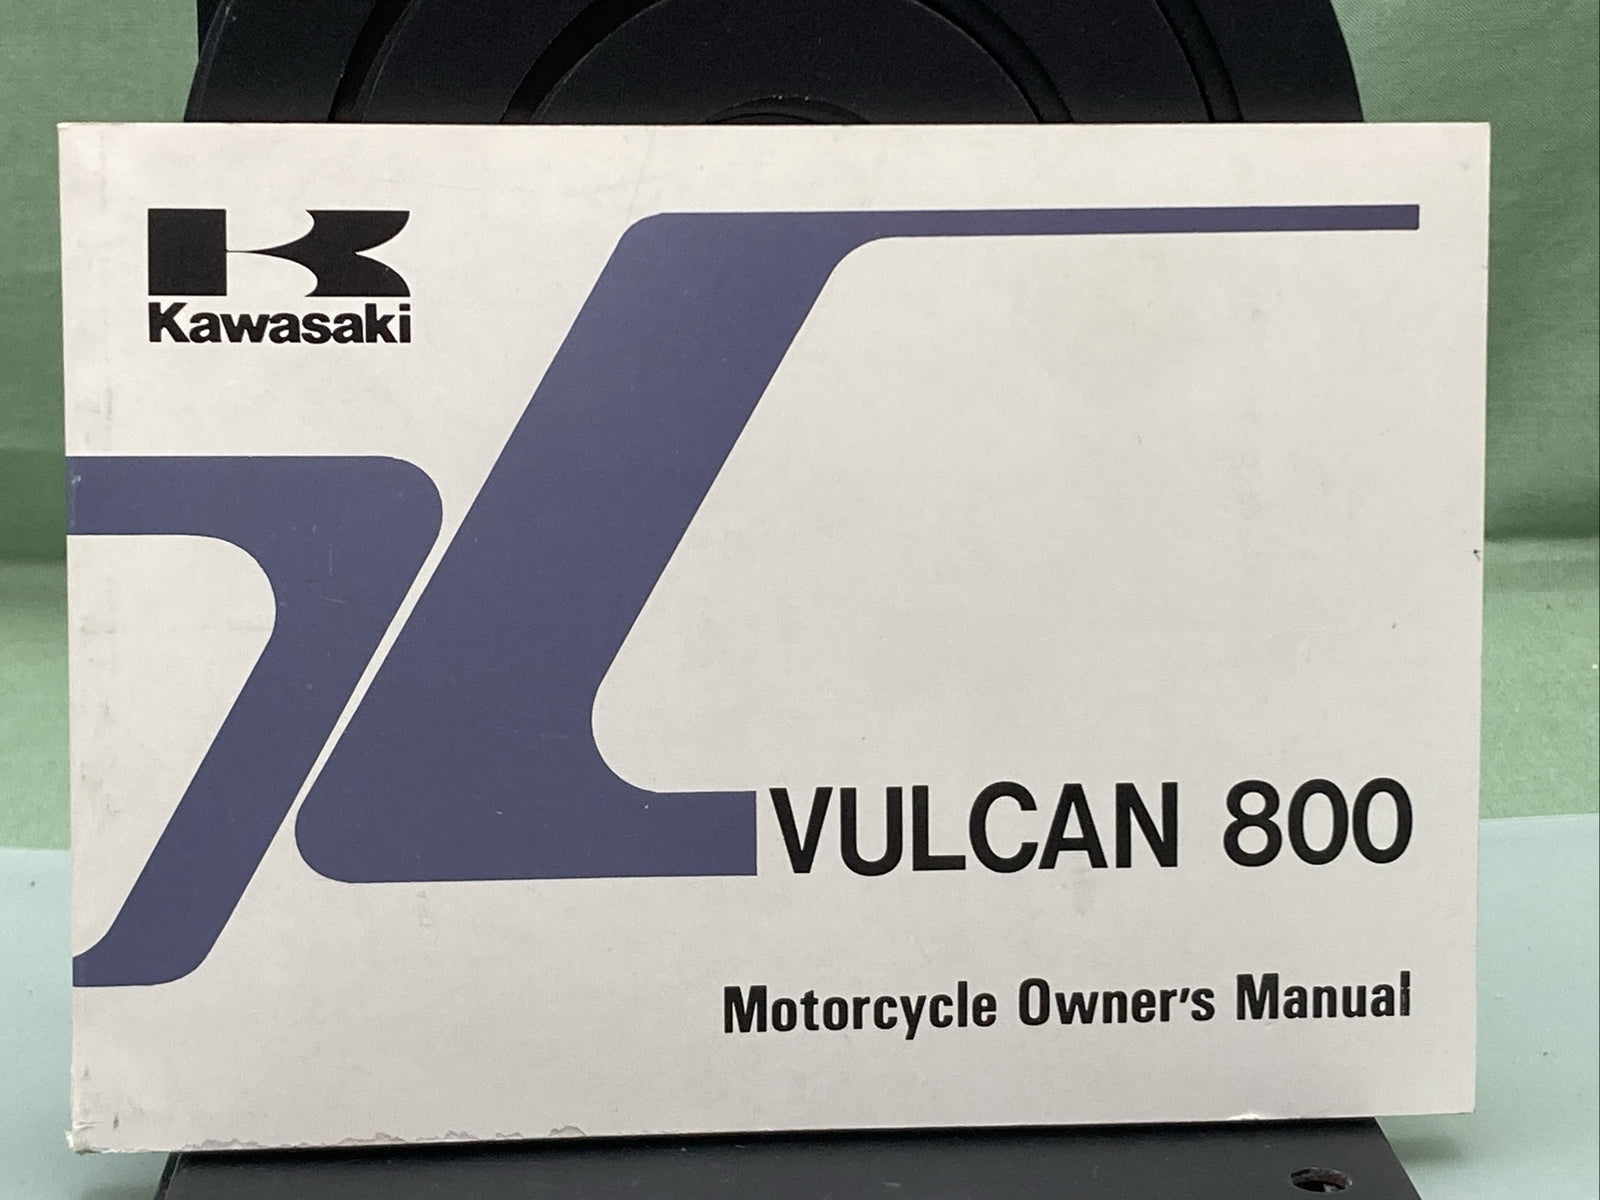 Kawasaki
VULCAN 800
Motorcycle Owner's Manual